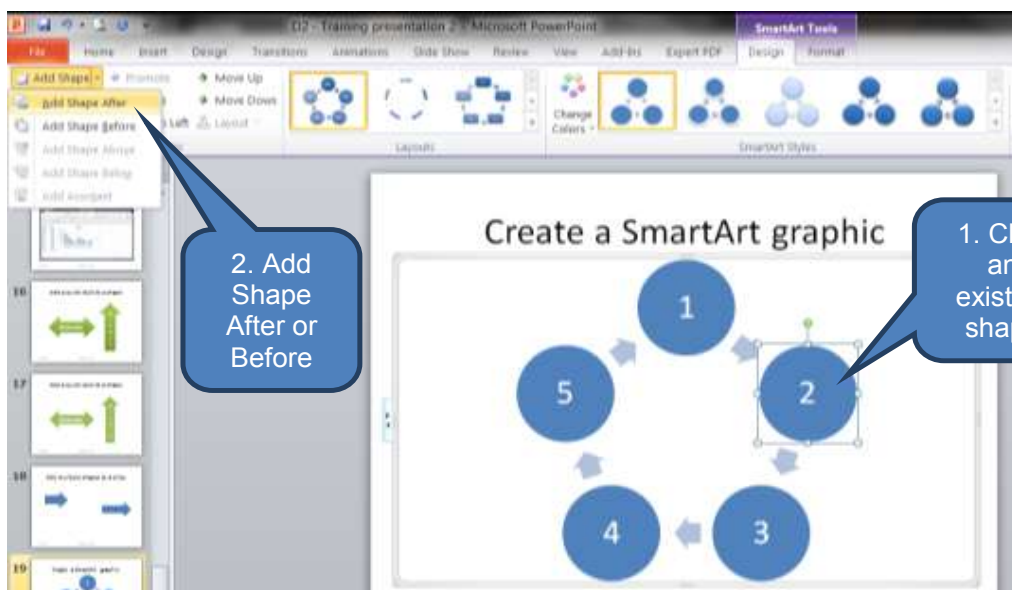 D2 - Training presentation 2 - Microsoft PowerPoint
SmartArt Tools
File Home Insert Design Transitions Animations Slide Show Review View Add-Ins Expert PDF Design Format
Add Shape Promote Move Up
Add Shape After Move Down
Add Shape Before Left Layout
Add Shape Above
Add Shape Below
Add Assistant
Change
Colors
Layouts
SmartArt Styles
Create a SmartArt graphic
2. Add
Shape
After or
Before
1. Cl
an
exist
shap
1
2
3
4
5
16
17
18
19